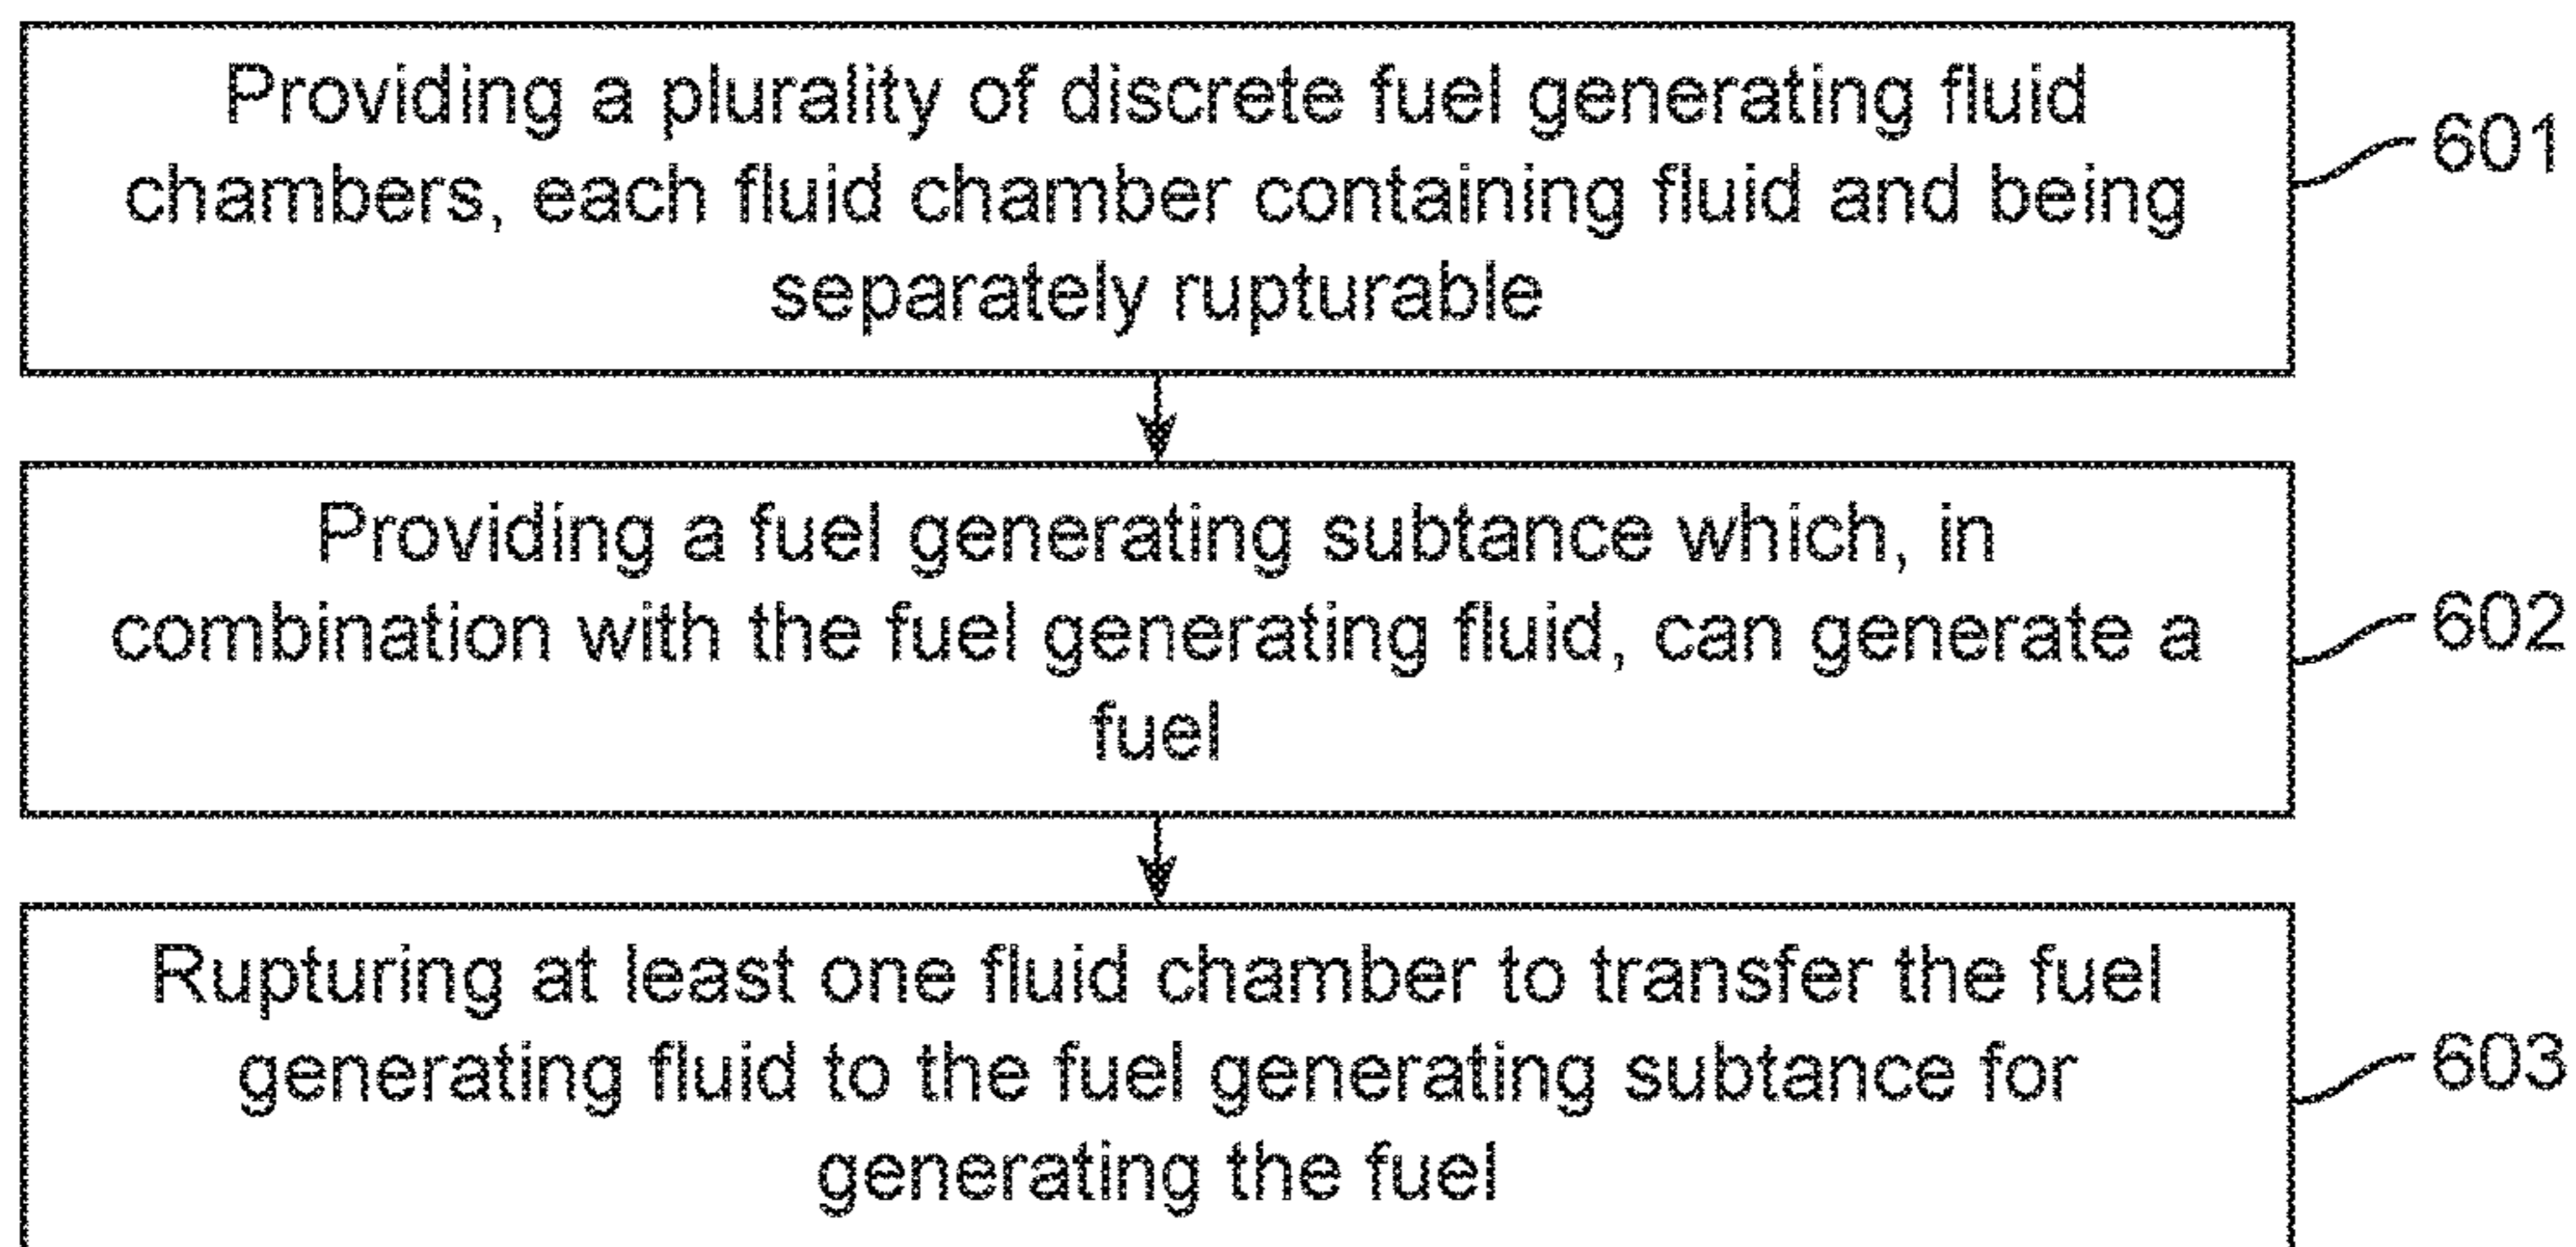 Providing a plurality of discrete fuel generating fluid
chambers, each fluid chamber containing fluid and being
separately rupturable
601
Providing a fuel generating subtance which, in
combination with the fuel generating fluid, can generate a
fuel
602
Rupturing at least one fluid chamber to transfer the fuel
generating fluid to the fuel generating subtance for
generating the fuel
603